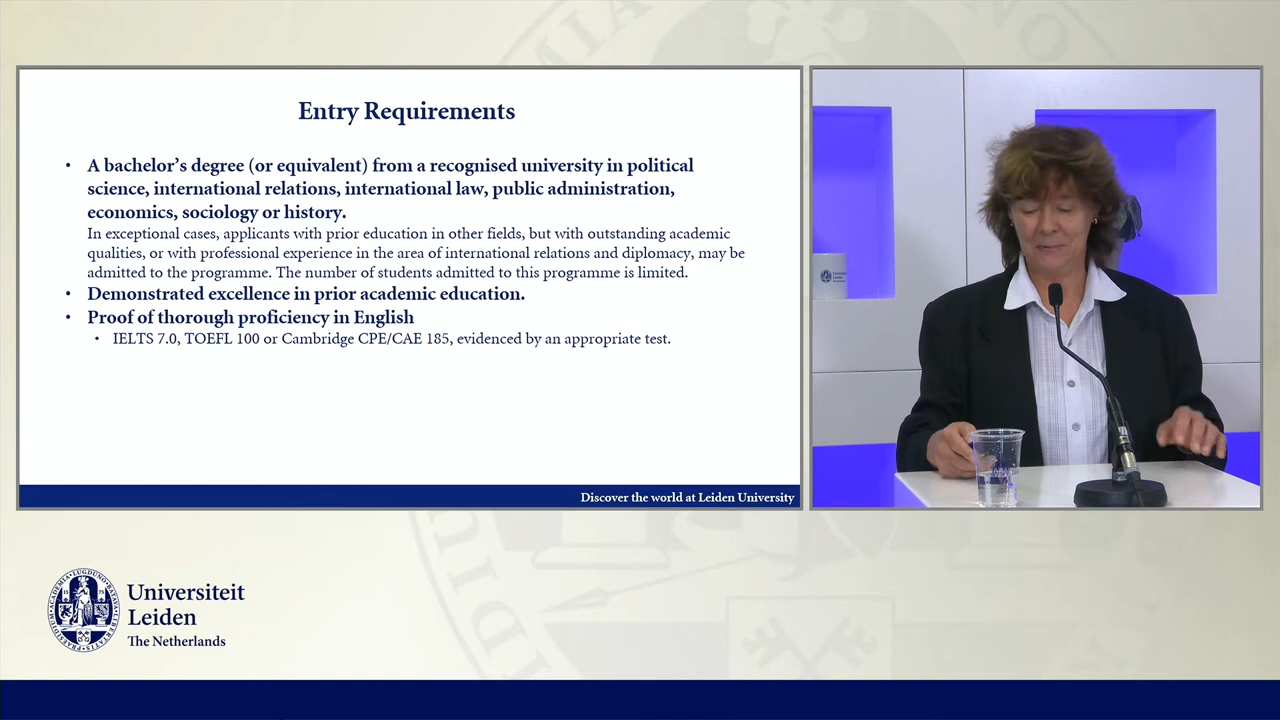 Entry Requirements
• A bachelor's degree (or equivalent) from a recognised university in political
science, international relations, international law, public administration,
economics, sociology or history.
In exceptional cases, applicants with prior education in other fields, but with outstanding academic
qualities, or with professional experience in the area of international relations and diplomacy, may be
admitted to the programme. The number of students admitted to this programme is limited.
• Demonstrated excellence in prior academic education.
• Proof of thorough proficiency in English
• IELTS 7.0, TOEFL 100 or Cambridge CPE/CAE 185, evidenced by an appropriate test.
Discover the world at Leiden University
Universiteit
Leiden
The Netherlands